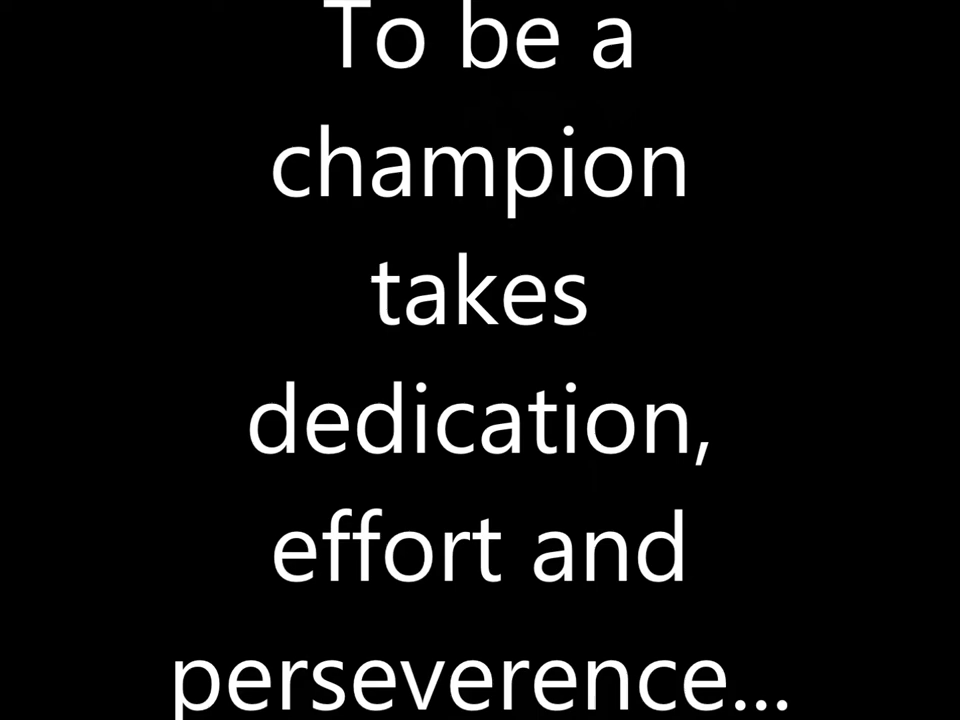 To be a
champion
takes
dedication,
effort and
perseverence...